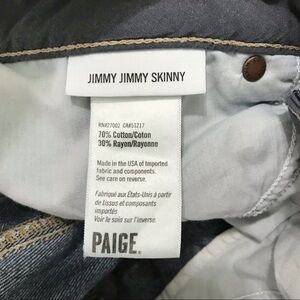 JIMMY JIMMY SKINNY
RN#27002 CA#51217
70% Cotton/Coton
30% Rayon/Rayonne
Made in the USA of Imported
fabric and components.
See care on reverse.
Fabriqué aux États-Unis à partir
de tissus et composants
importés
Voir le soin sur l'inverse.
PAIGE.